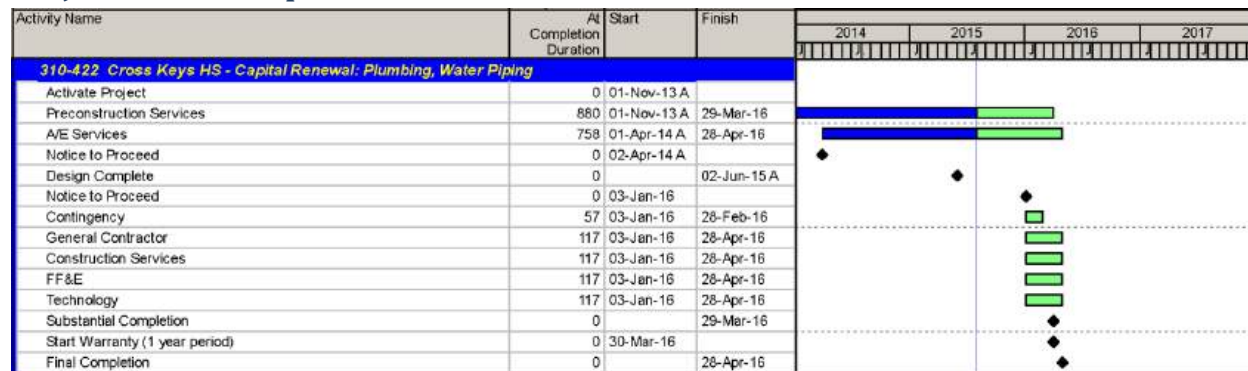 Activity Name At Completion Duration Start Finish
2014 2015 2016 2017
J J J J J J J J
310-422 Cross Keys HS - Capital Renewal: Plumbing, Water Piping
Activate Project 0 01-Nov-13 A
Preconstruction Services 880 01-Nov-13 A 29-Mar-16
A/E Services 758 01-Apr-14 A 28-Apr-16
Notice to Proceed 0 02-Apr-14 A
Design Complete 0 02-Jun-15 A
Notice to Proceed 0 03-Jan-16
Contingency 57 03-Jan-16 28-Feb-16
General Contractor 117 03-Jan-16 28-Apr-16
Construction Services 117 03-Jan-16 28-Apr-16
FF&E 117 03-Jan-16 28-Apr-16
Technology 117 03-Jan-16 28-Apr-16
Substantial Completion 0 29-Mar-16
Start Warranty (1 year period) 0 30-Mar-16
Final Completion 0 28-Apr-16